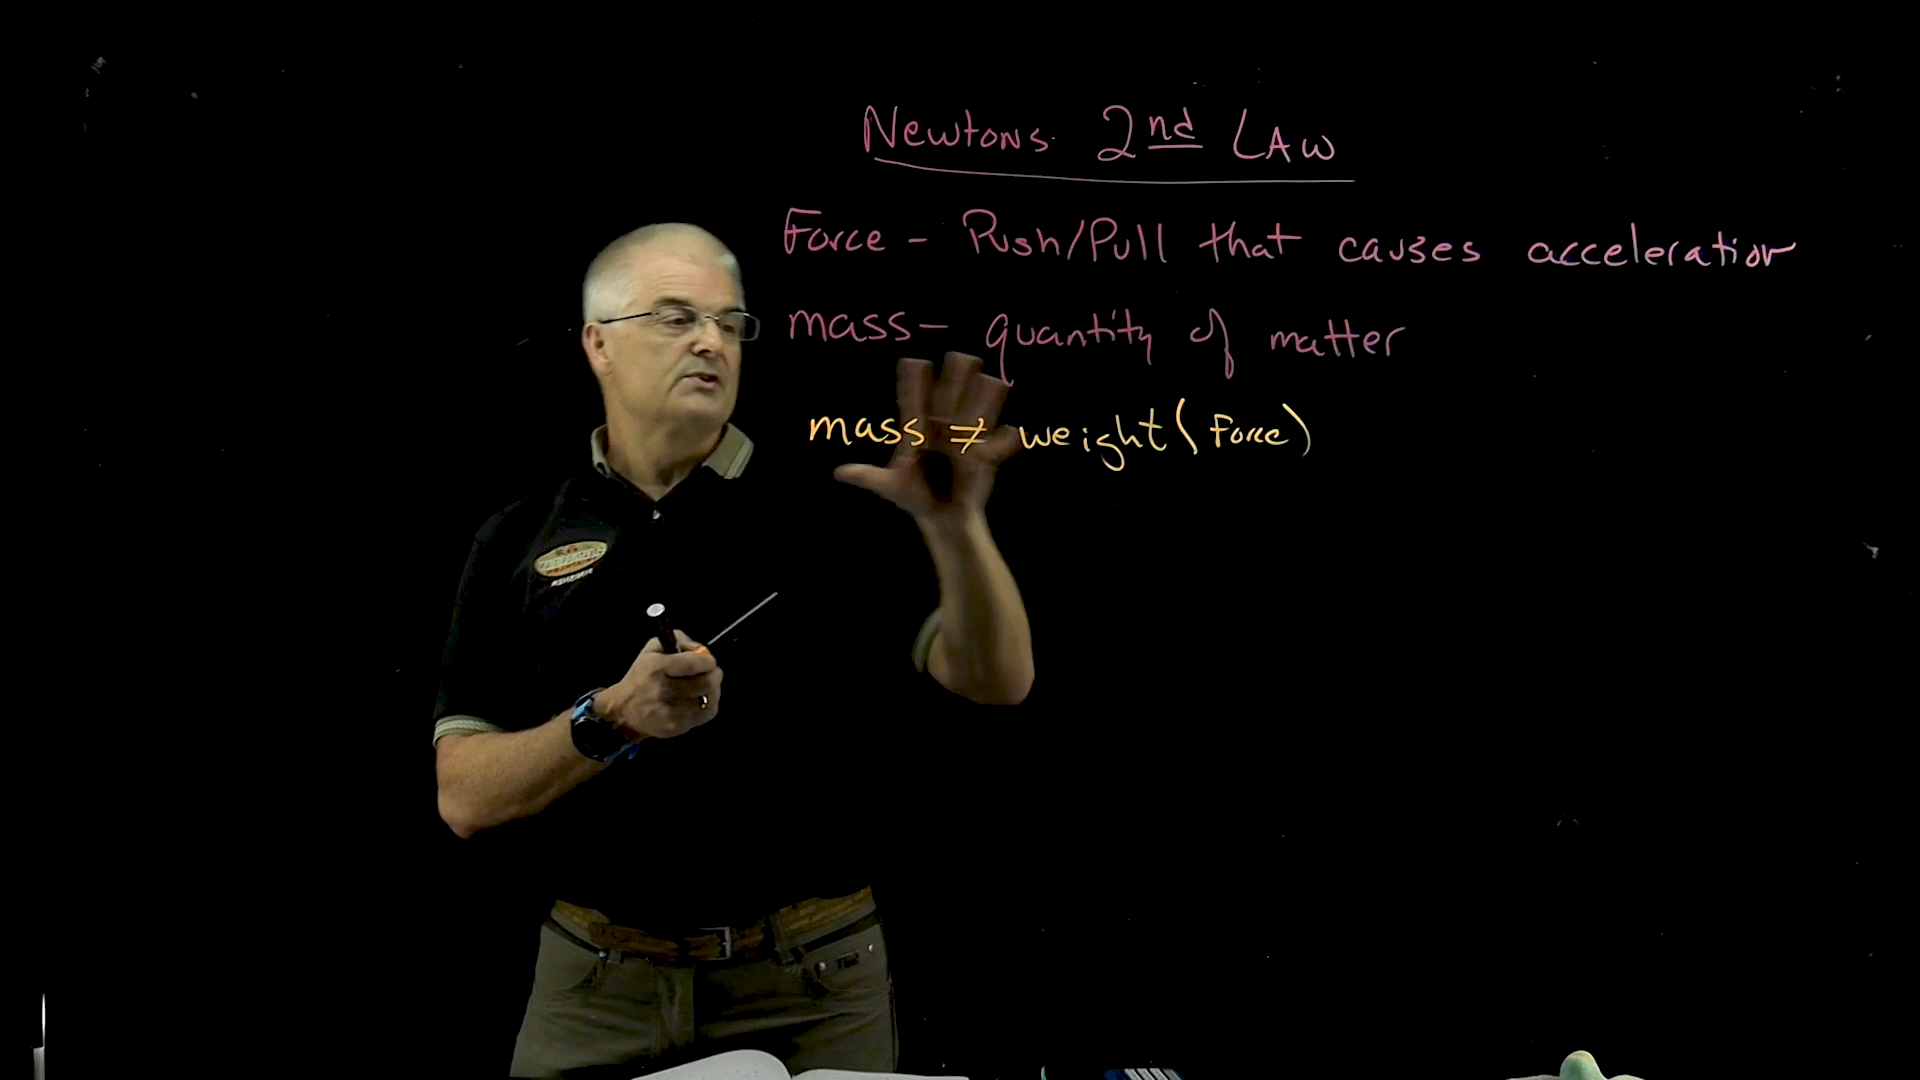 Newtons 2nd LAW
Force - Push/Pull that causes acceleration
mass - quantity of matter
mass ≠ weight (Force)